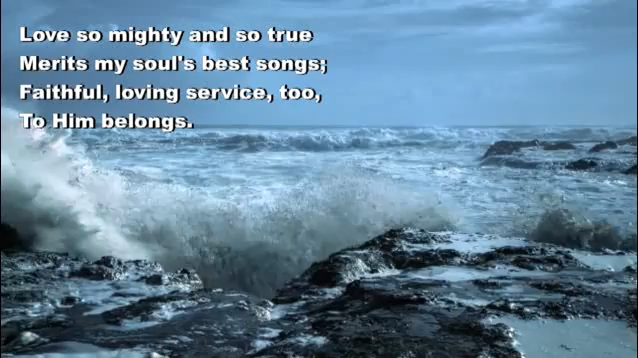 Love so mighty and so true
Merits my soul's best songs;
Faithful, loving service, too,
To Him belongs.